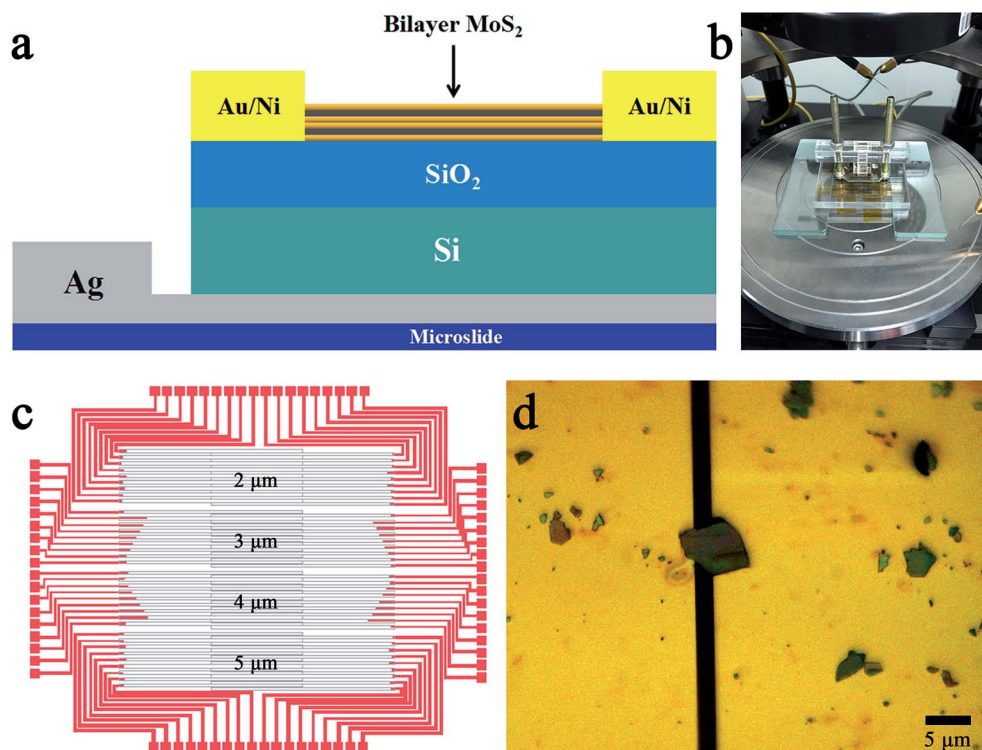 a
Bilayer MoS₂
Au/Ni
Au/Ni
SiO₂
Si
Ag
Microslide
b
c
2 μm
3 μm
4 μm
5 μm
d
5 μm